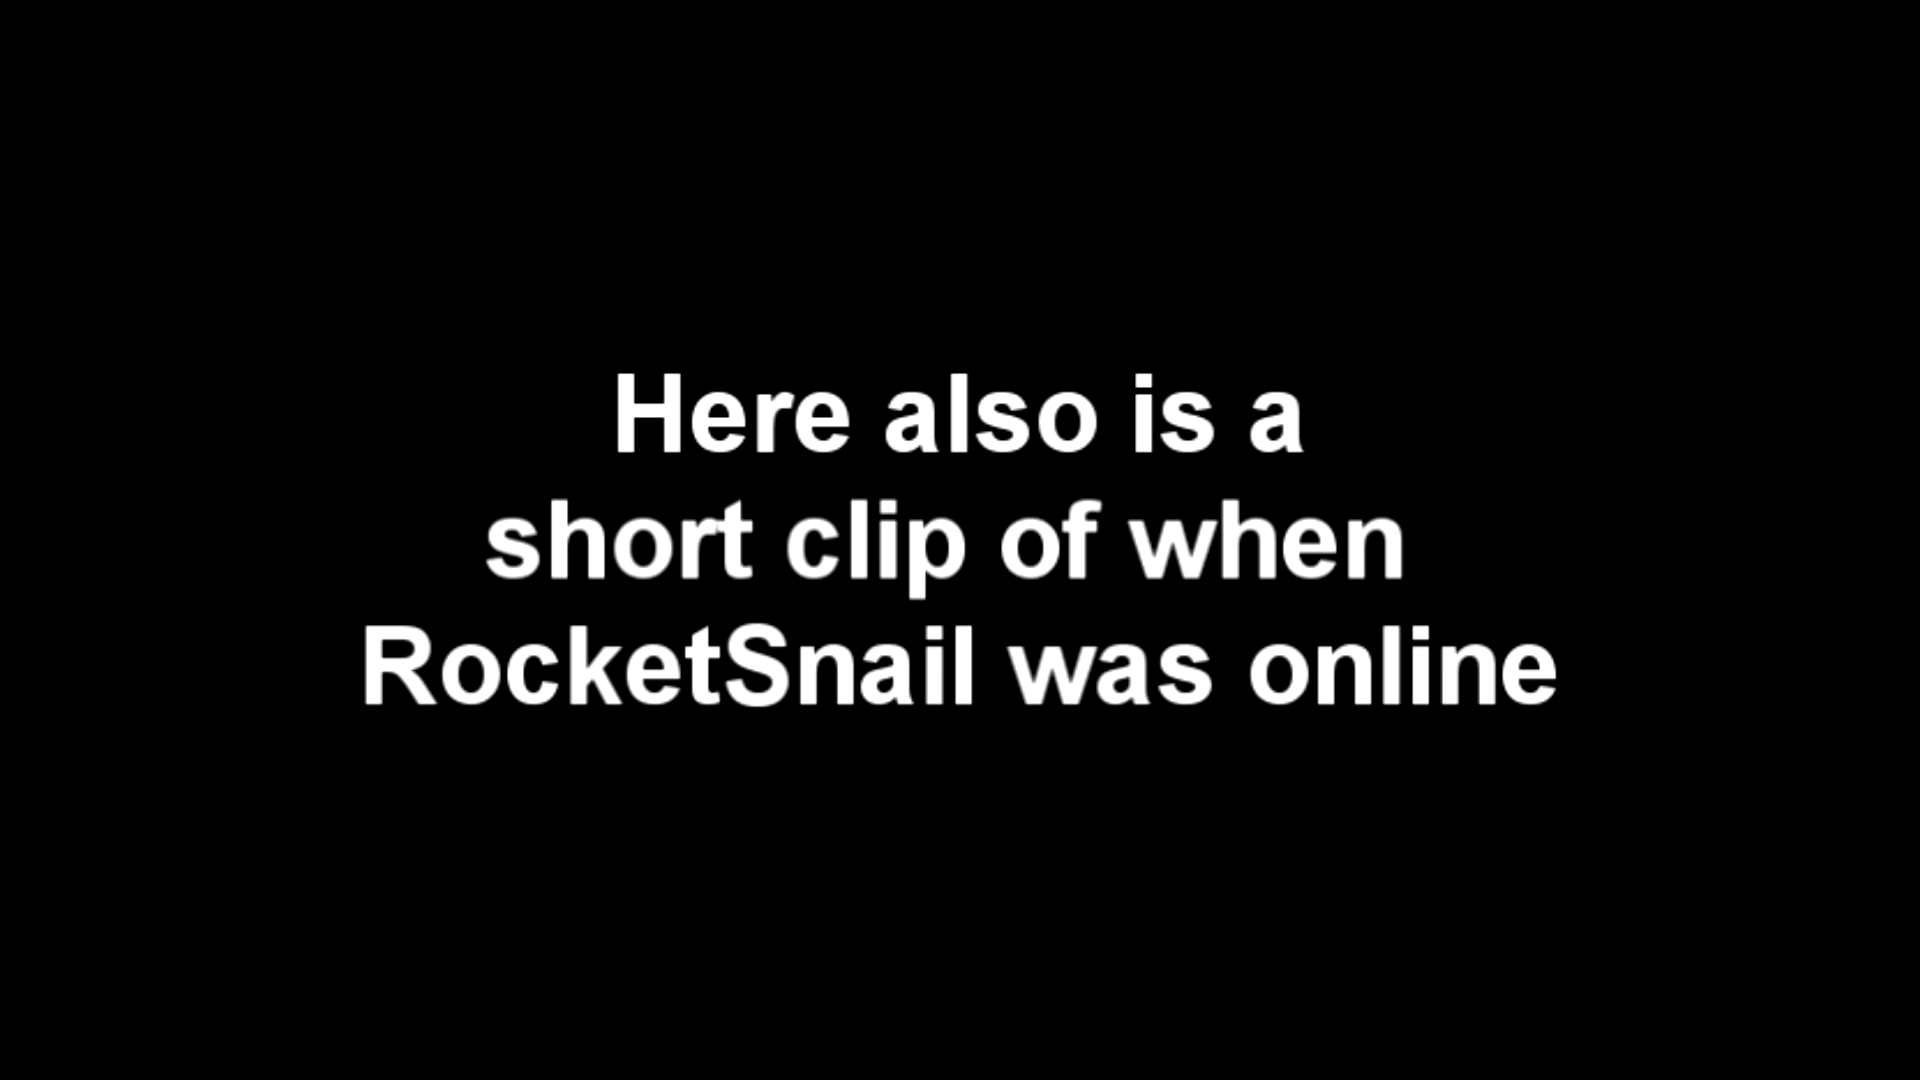 Here also is a
short clip of when
RocketSnail was online